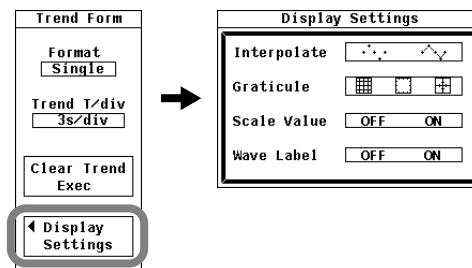 Trend Form
Format
Single
Trend T/div
3s/div
Clear Trend
Exec
Display
Settings
Display Settings
Interpolate
Graticule
Scale Value OFF ON
Wave Label OFF ON